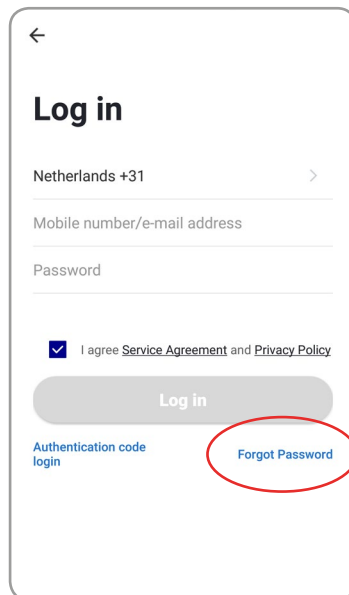 Log in
Netherlands +31
Mobile number/e-mail address
Password
I agree Service Agreement and Privacy Policy
Log in
Authentication code
login
Forgot Password